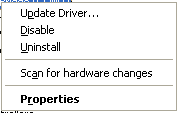 Update Driver...
Disable
Uninstall
Scan for hardware changes
Properties